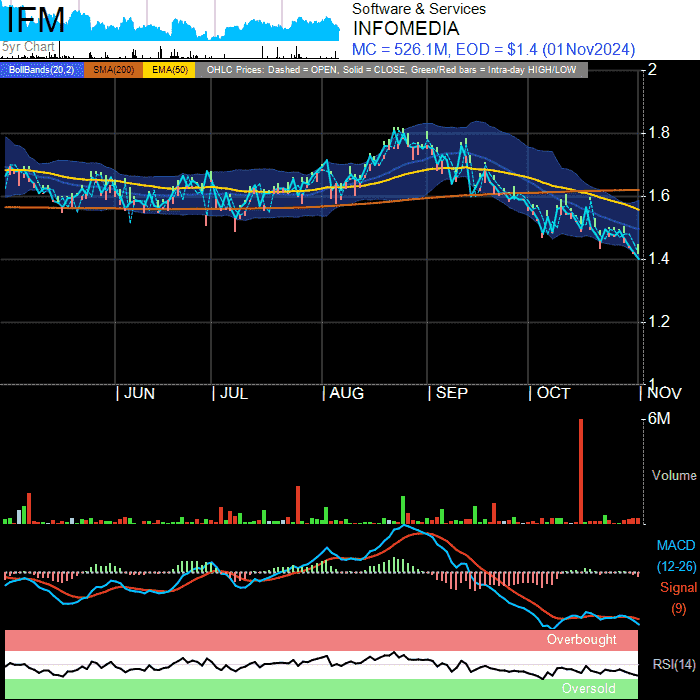 IFM
5yr Chart
Software & Services
INFOMEDIA
MC = 526.1M, EOD = $1.4 (01Nov2024)
BollBands(20,2) SMA(200) EMA(50) OHLC Prices: Dashed = OPEN, Solid = CLOSE, Green/Red bars = Intra-day HIGH/LOW
2
1.8
1.6
1.4
1.2
1
| JUN | JUL | AUG | SEP | OCT | NOV
6M
Volume
MACD
(12-26)
Signal
(9)
Overbought
RSI(14)
Oversold